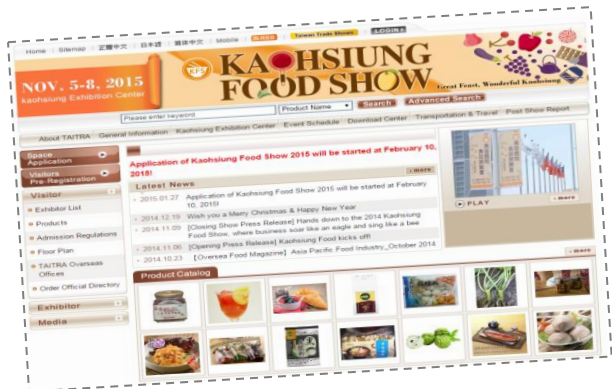 Home Sitemap 正體中文 日本語 简体中文 Mobile RSS Taiwan Trade Shows LOGIN
KFS
KAOHSIUNG
FOOD SHOW
Great Feast, Wonderful Kaohsiung
NOV. 5-8, 2015
kaohsiung Exhibition Center
Please enter keyword Product Name Search Advanced Search
About TAITRA General Information Kaohsiung Exhibition Center Event Schedule Download Center Transportation & Travel Post Show Report
Space
Application
Visitors
Pre-Registration
Visitor
Exhibitor List
Products
Admission Regulations
Floor Plan
TAITRA Overseas
Offices
Order Official Directory
Exhibitor
Media
Application of Kaohsiung Food Show 2015 will be started at February 10,
2015!
more
Latest News
2015.01.27 Application of Kaohsiung Food Show 2015 will be started at February
10, 2015!
2014.12.19 Wish you a Merry Christmas & Happy New Year
2014.11.09 [Closing Show Press Release] Hands down to the 2014 Kaohsiung
Food Show, where business soar like an eagle and sing like a bee
2014.11.06 [Opening Press Release] Kaohsiung Food kicks off!
2014.10.23 【Oversea Food Magazine】Asia Pacific Food Industry_October 2014
PLAY
more
Product Catalog
more